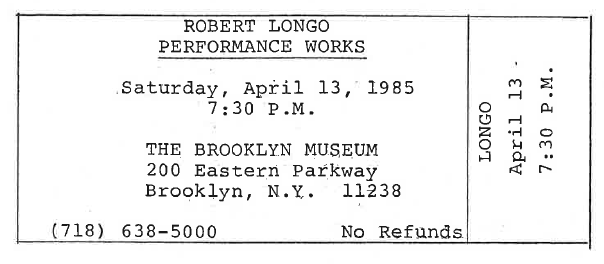 ROBERT LONGO
PERFORMANCE WORKS
Saturday, April 13, 1985
7:30 P.M.
THE BROOKLYN MUSEUM
200 Eastern Parkway
Brooklyn, N.Y. 11238
(718) 638-5000 No Refunds
LONGO
April 13
7:30 P.M.